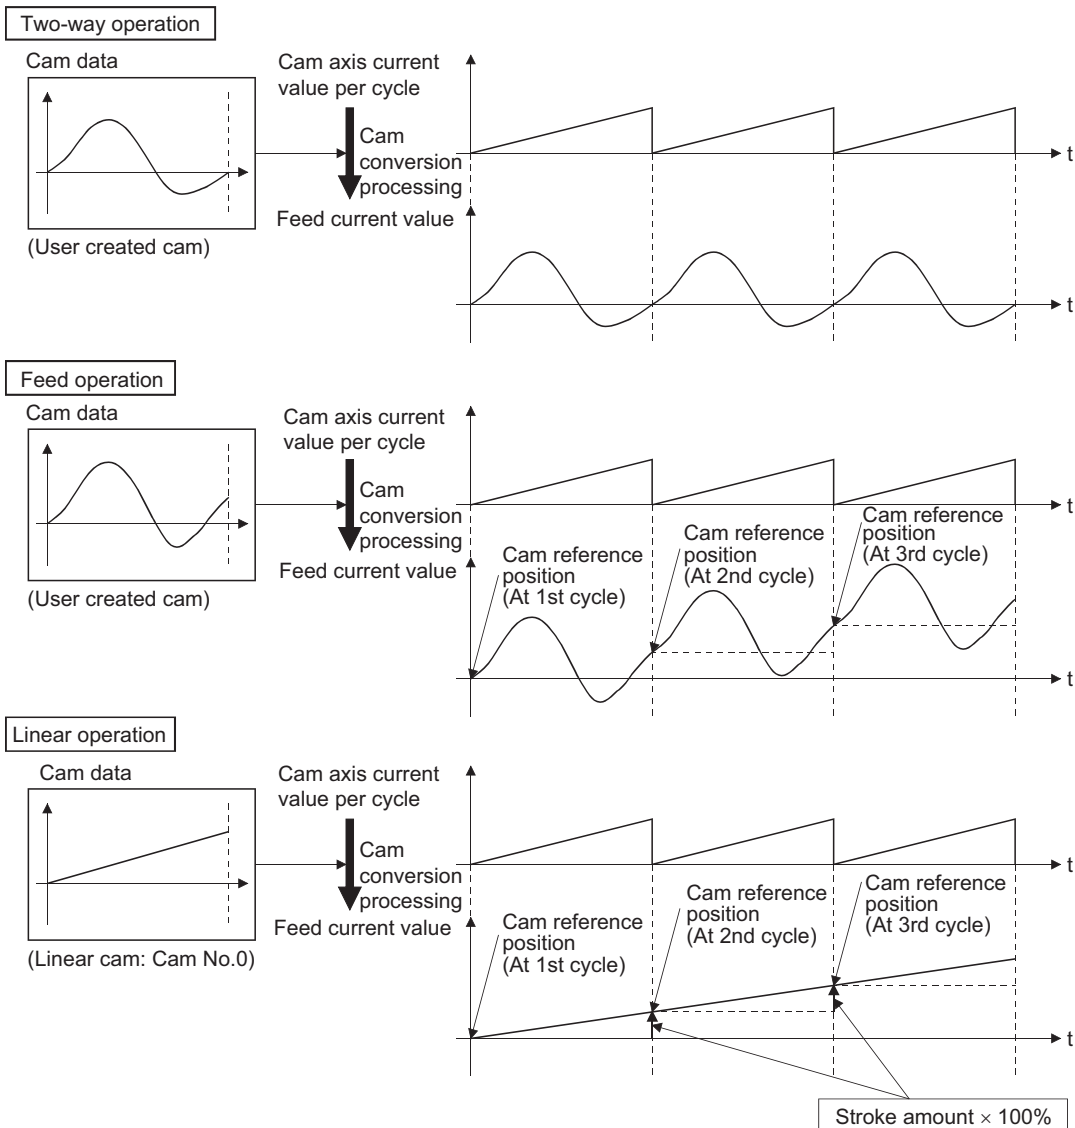 Two-way operation
Cam data
(User created cam)
Cam axis current
value per cycle
Cam
conversion
processing
Feed current value
t
t
Feed operation
Cam data
(User created cam)
Cam axis current
value per cycle
Cam
conversion
processing
Feed current value
t
Cam reference
position
(At 1st cycle)
Cam reference
position
(At 2nd cycle)
Cam reference
position
(At 3rd cycle)
t
Linear operation
Cam data
(Linear cam: Cam No.0)
Cam axis current
value per cycle
Cam
conversion
processing
Feed current value
t
Cam reference
position
(At 1st cycle)
Cam reference
position
(At 2nd cycle)
Cam reference
position
(At 3rd cycle)
t
Stroke amount × 100%